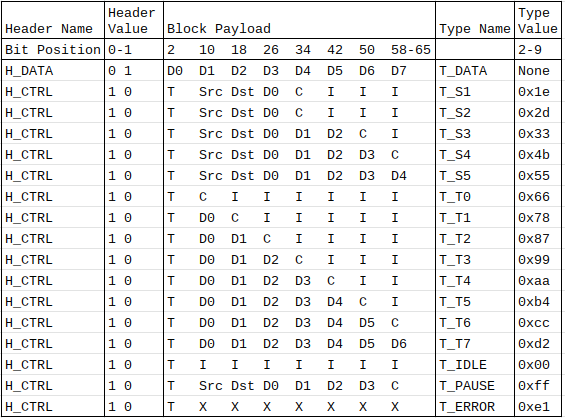 Header Name Header Value Block Payload Type Name Type Value
Bit Position 0-1 2 10 18 26 34 42 50 58-65 2-9
H_DATA 0 1 D0 D1 D2 D3 D4 D5 D6 D7 T_DATA None
H_CTRL 1 0 T Src Dst D0 C I I I T_S1 0x1e
H_CTRL 1 0 T Src Dst D0 C I I I T_S2 0x2d
H_CTRL 1 0 T Src Dst D0 D1 D2 C I T_S3 0x33
H_CTRL 1 0 T Src Dst D0 D1 D2 D3 C T_S4 0x4b
H_CTRL 1 0 T Src Dst D0 D1 D2 D3 D4 T_S5 0x55
H_CTRL 1 0 T C I I I I I I T_T0 0x66
H_CTRL 1 0 T D0 C I I I I I T_T1 0x78
H_CTRL 1 0 T D0 D1 C I I I I T_T2 0x87
H_CTRL 1 0 T D0 D1 D2 C I I I T_T3 0x99
H_CTRL 1 0 T D0 D1 D2 D3 C I I T_T4 0xaa
H_CTRL 1 0 T D0 D1 D2 D3 D4 C I T_T5 0xb4
H_CTRL 1 0 T D0 D1 D2 D3 D4 D5 C T_T6 0xcc
H_CTRL 1 0 T D0 D1 D2 D3 D4 D5 D6 T_T7 0xd2
H_CTRL 1 0 T I I I I I I I T_IDLE 0x00
H_CTRL 1 0 T Src Dst D0 D1 D2 D3 C T_PAUSE 0xff
H_CTRL 1 0 T X X X X X X X T_ERROR 0xe1